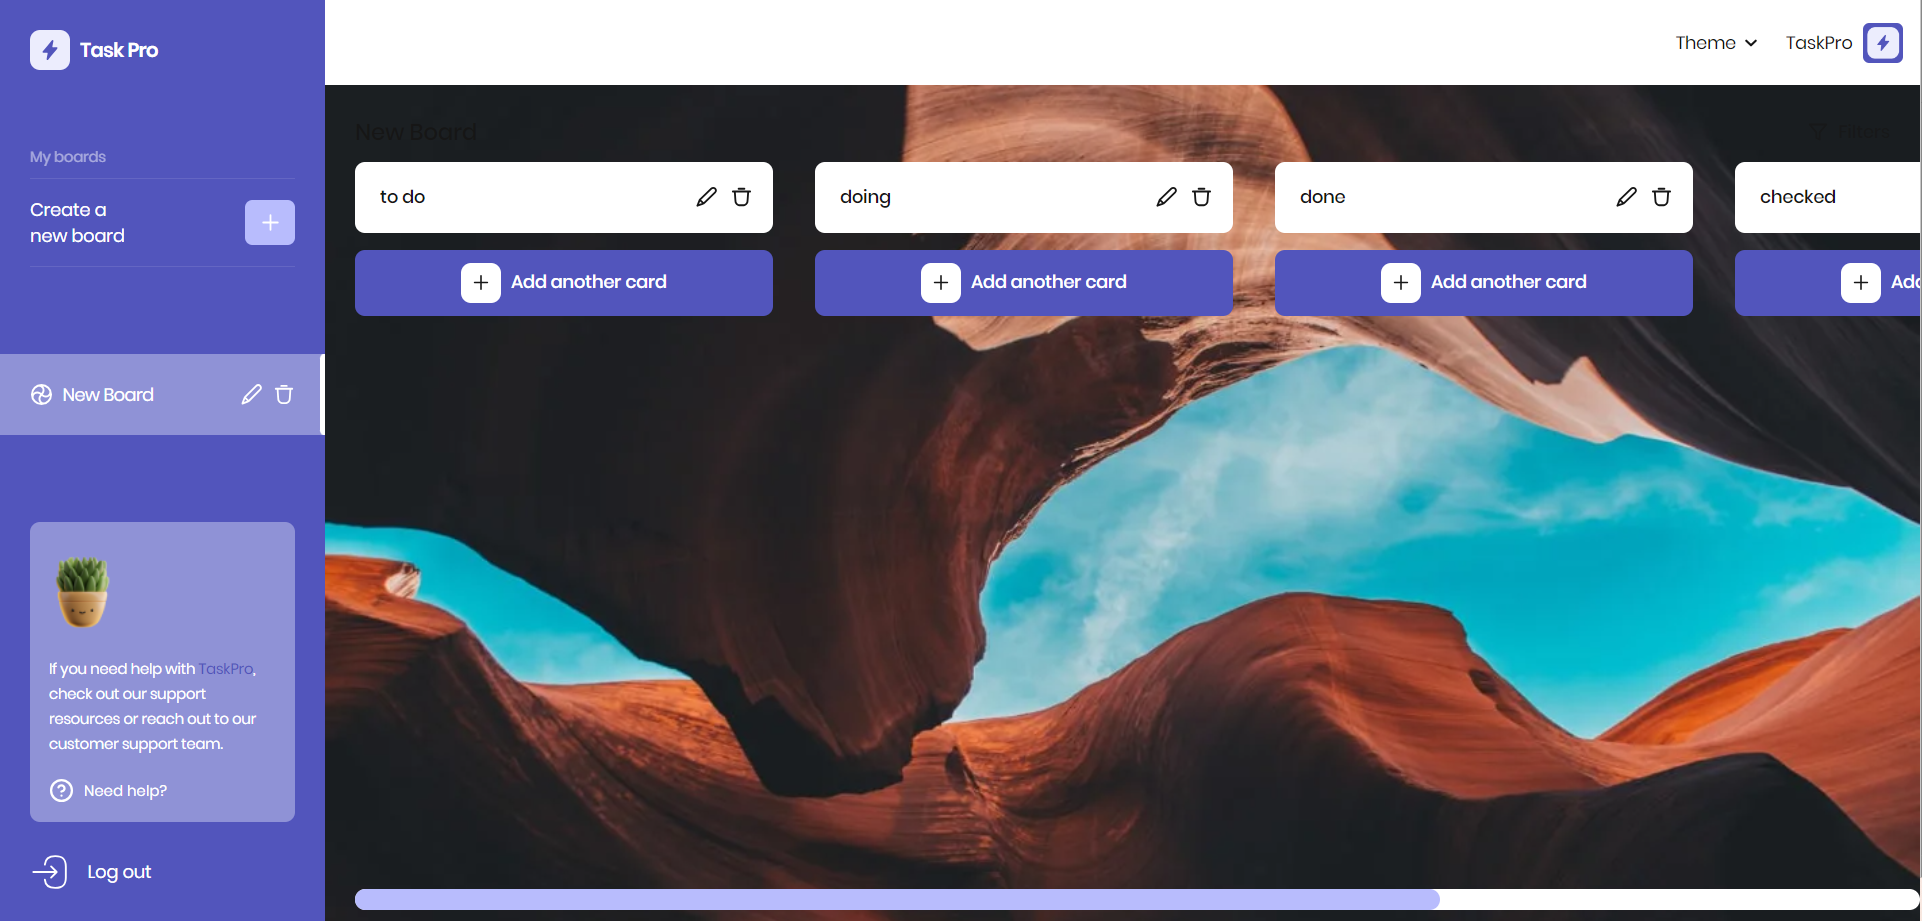 Task Pro
Theme
TaskPro
My boards
Create a
new board
New Board
If you need help with TaskPro,
check out our support
resources or reach out to our
customer support team.
Need help?
Log out
New Board
Filters
to do
doing
done
checked
Add another card
Add another card
Add another card